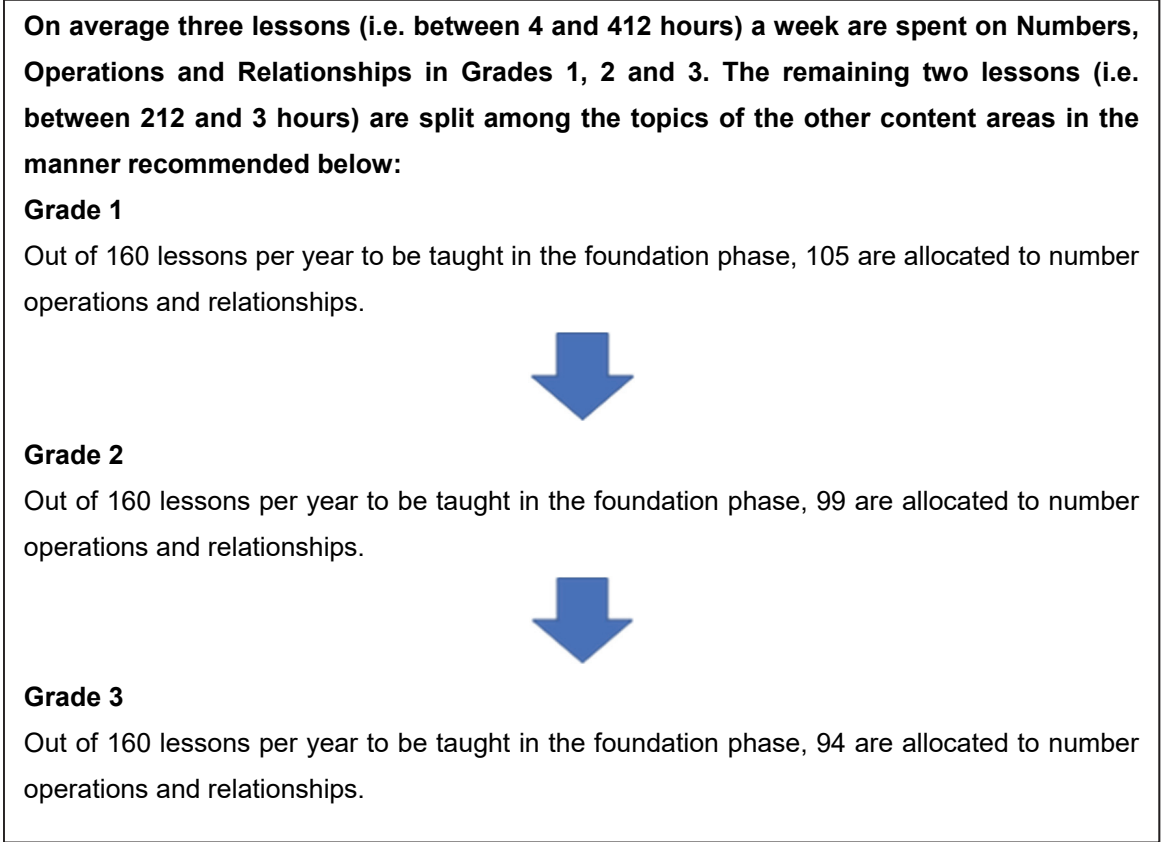 On average three lessons (i.e. between 4 and 412 hours) a week are spent on Numbers,
Operations and Relationships in Grades 1, 2 and 3. The remaining two lessons (i.e.
between 212 and 3 hours) are split among the topics of the other content areas in the
manner recommended below:
Grade 1
Out of 160 lessons per year to be taught in the foundation phase, 105 are allocated to number
operations and relationships.
Grade 2
Out of 160 lessons per year to be taught in the foundation phase, 99 are allocated to number
operations and relationships.
Grade 3
Out of 160 lessons per year to be taught in the foundation phase, 94 are allocated to number
operations and relationships.